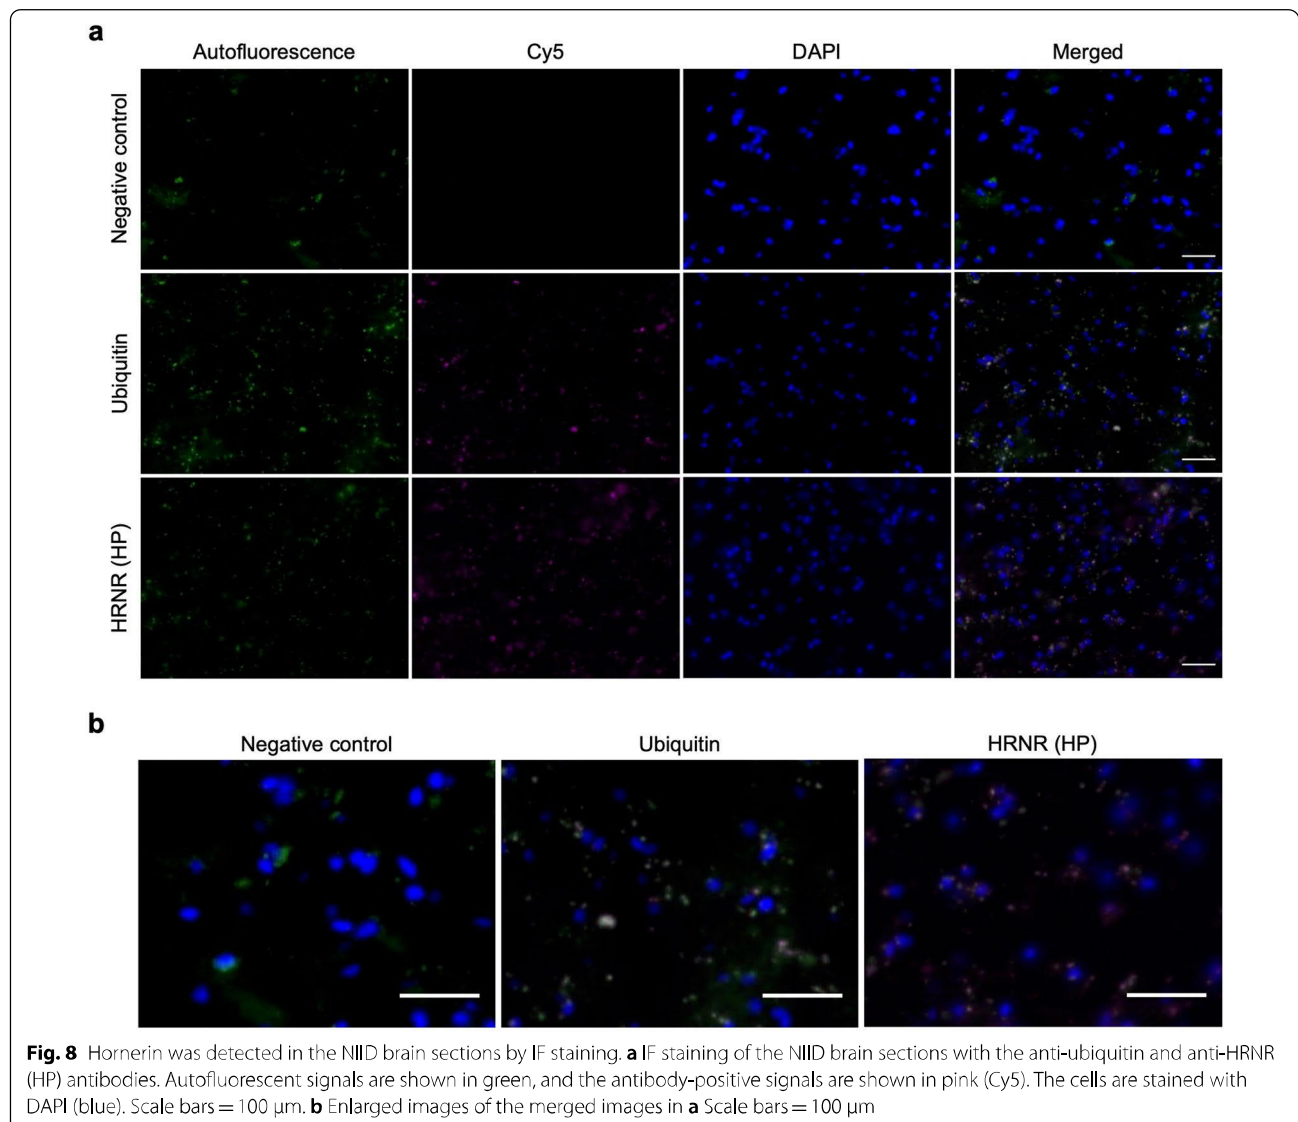 a
Autofluorescence Cy5 DAPI Merged
Negative control
Ubiquitin
HRNR (HP)
b
Negative control Ubiquitin HRNR (HP)
Fig. 8 Hornerin was detected in the NIID brain sections by IF staining. a IF staining of the NIID brain sections with the anti-ubiquitin and anti-HRNR
(HP) antibodies. Autofluorescent signals are shown in green, and the antibody-positive signals are shown in pink (Cy5). The cells are stained with
DAPI (blue). Scale bars = 100 μm. b Enlarged images of the merged images in a Scale bars = 100 μm